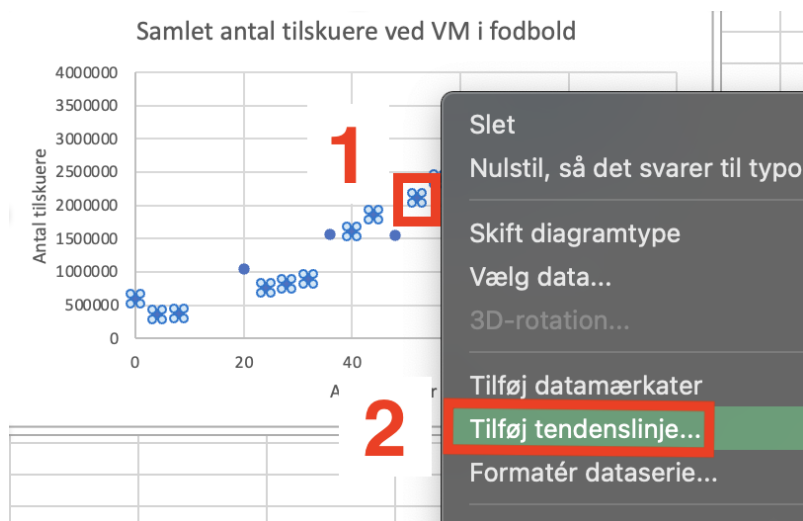 Samlet antal tilskuere ved VM i fodbold
Antal tilskuere
4000000
3500000
3000000
2500000
2000000
1500000
1000000
500000
0
0
20
40
1
2
Slet
Nulstil, så det svarer til typo
Skift diagramtype
Vælg data...
3D-rotation...
Tilføj datamærkater
Tilføj tendenslinje...
Formatér dataserie...